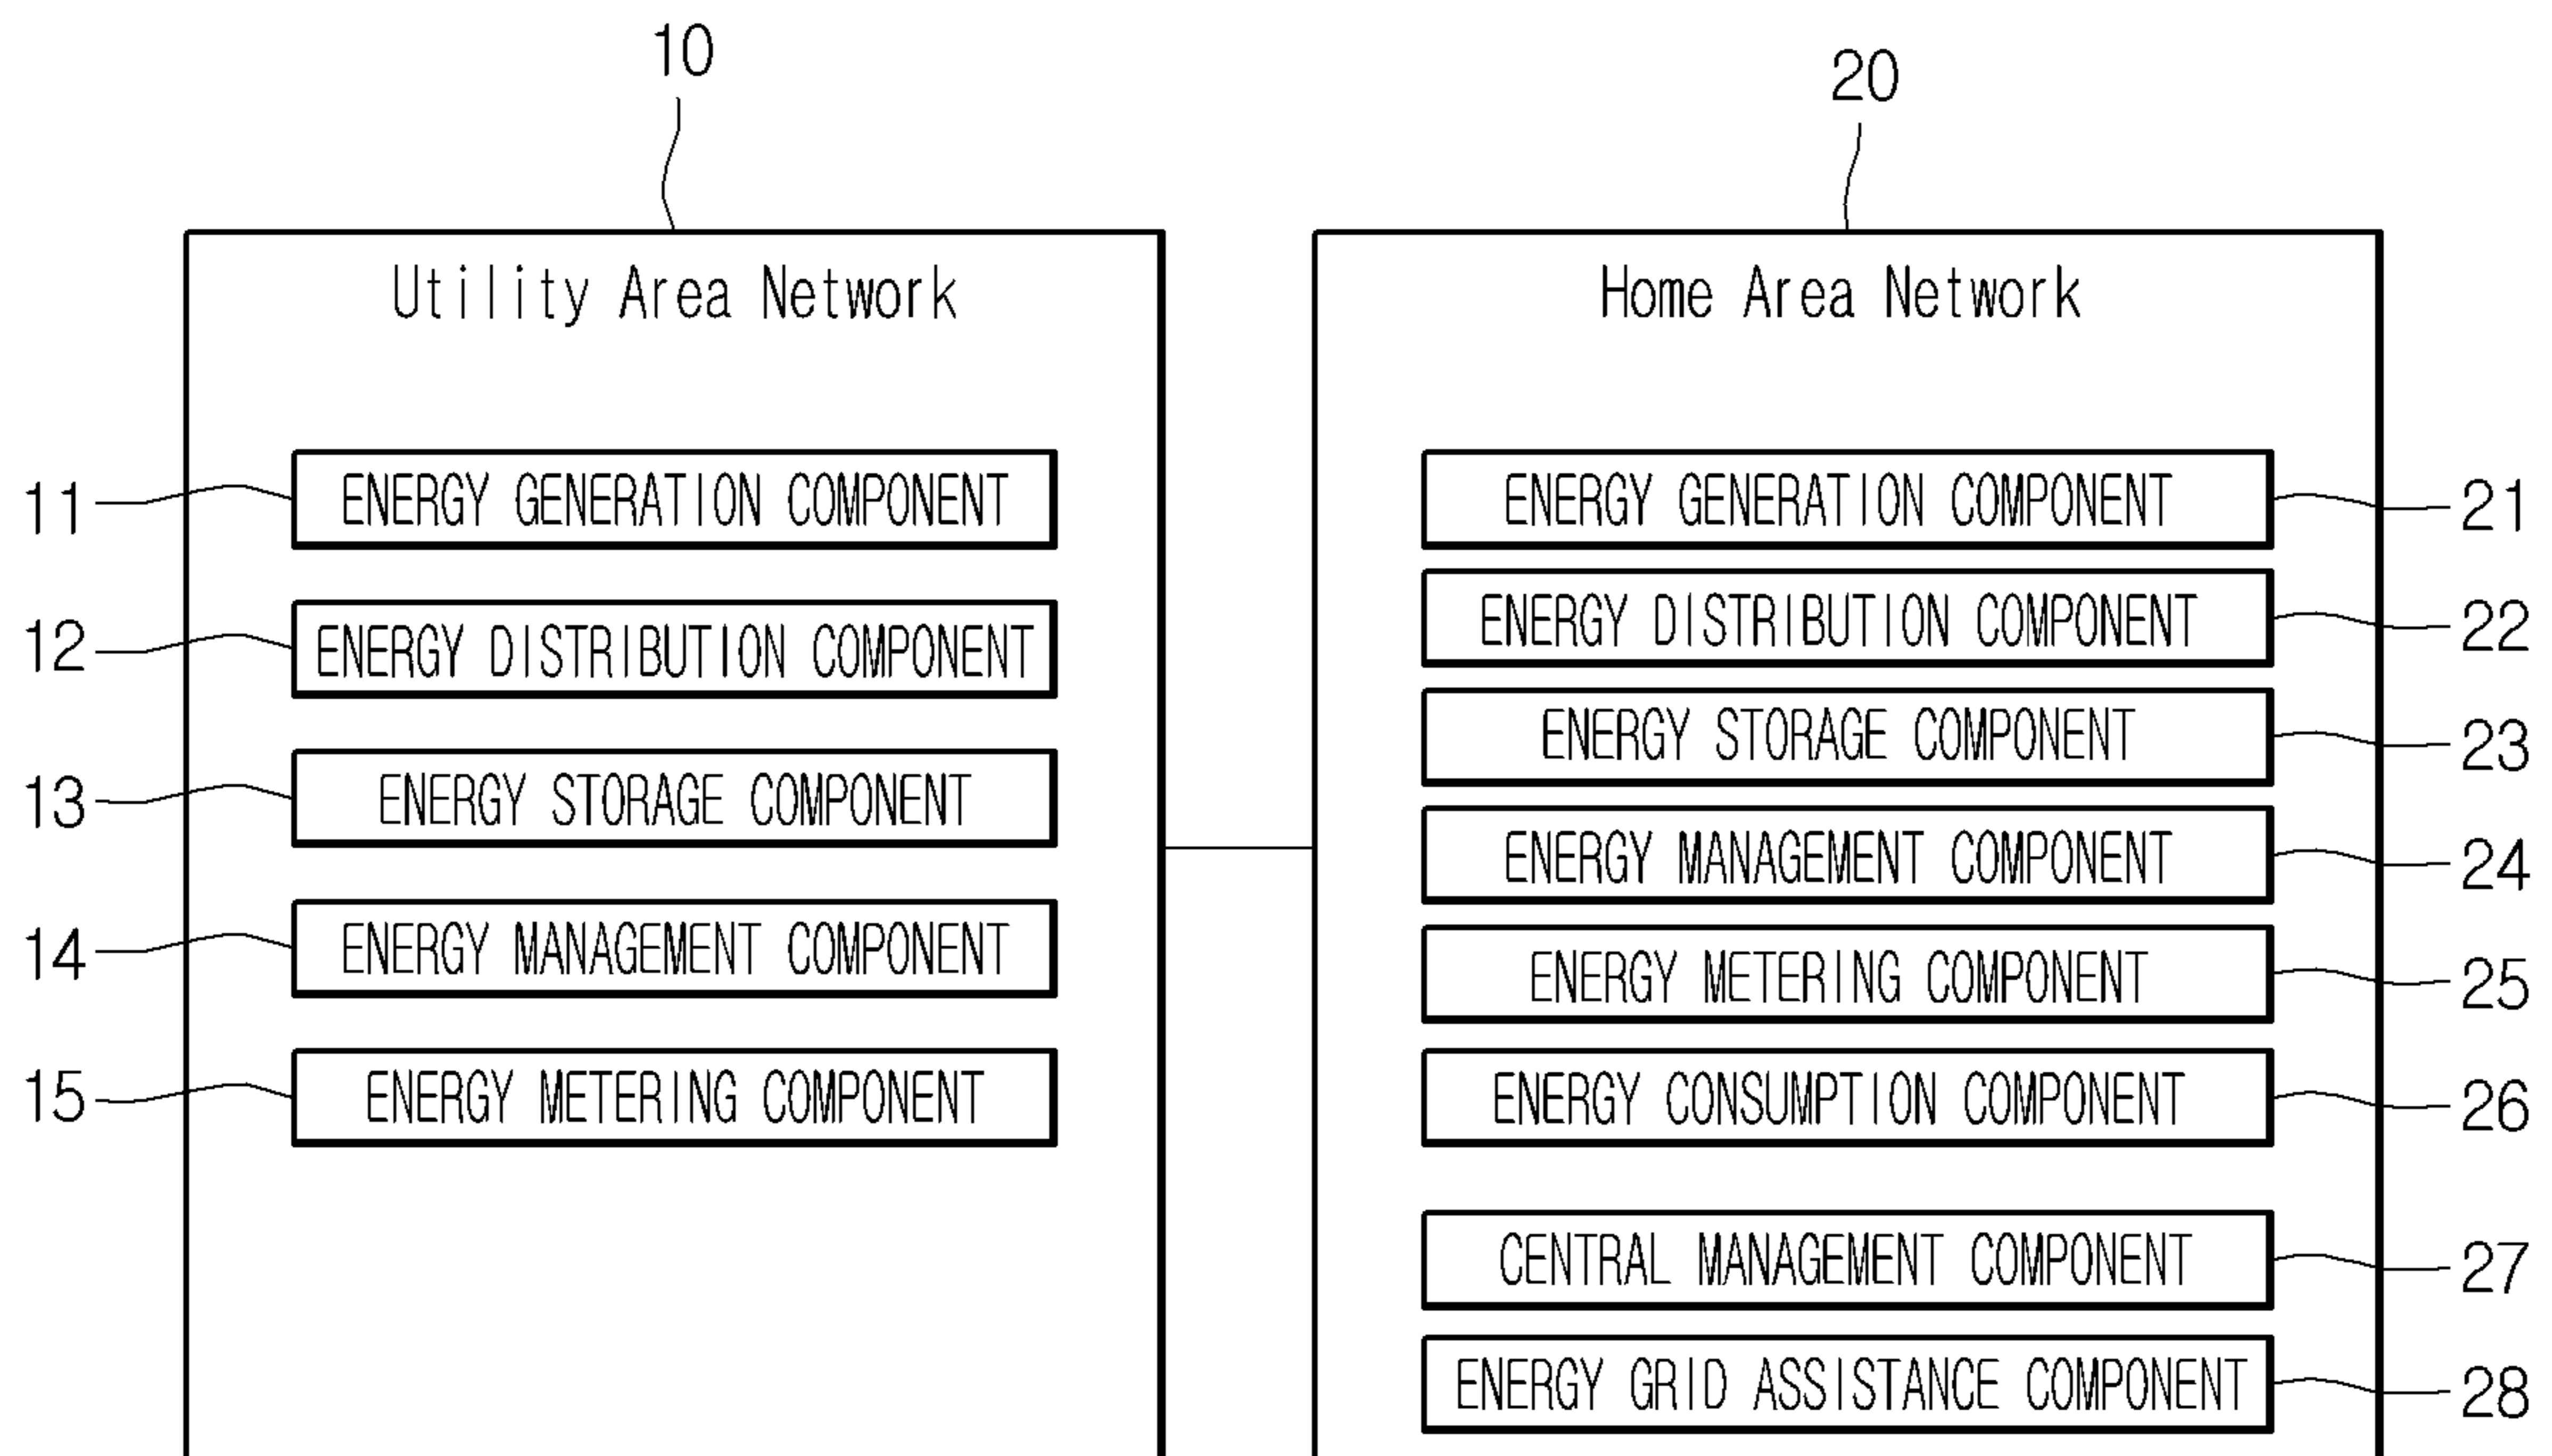 10
20
Utility Area Network
11
ENERGY GENERATION COMPONENT
12
ENERGY DISTRIBUTION COMPONENT
13
ENERGY STORAGE COMPONENT
14
ENERGY MANAGEMENT COMPONENT
15
ENERGY METERING COMPONENT
Home Area Network
ENERGY GENERATION COMPONENT
21
ENERGY DISTRIBUTION COMPONENT
22
ENERGY STORAGE COMPONENT
23
ENERGY MANAGEMENT COMPONENT
24
ENERGY METERING COMPONENT
25
ENERGY CONSUMPTION COMPONENT
26
CENTRAL MANAGEMENT COMPONENT
27
ENERGY GRID ASSISTANCE COMPONENT
28